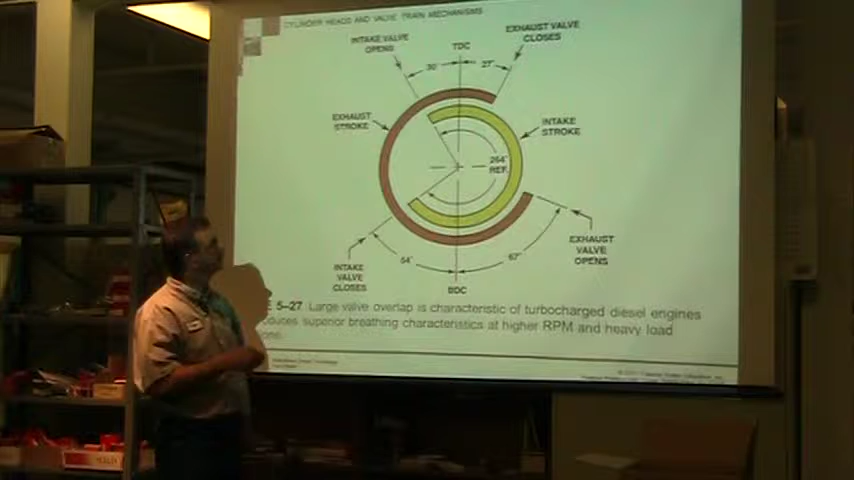 CYLINDER HEADS AND VALVE TRAIN MECHANISMS
INTAKE VALVE
OPENS
TDC
EXHAUST VALVE
CLOSES
30°
27°
EXHAUST
STROKE
INTAKE
STROKE
264°
REF.
INTAKE
VALVE
CLOSES
54°
67°
EXHAUST
VALVE
OPENS
BDC
5–27 Large valve overlap is characteristic of turbocharged diesel engines
superior breathing characteristics at higher RPM and heavy load